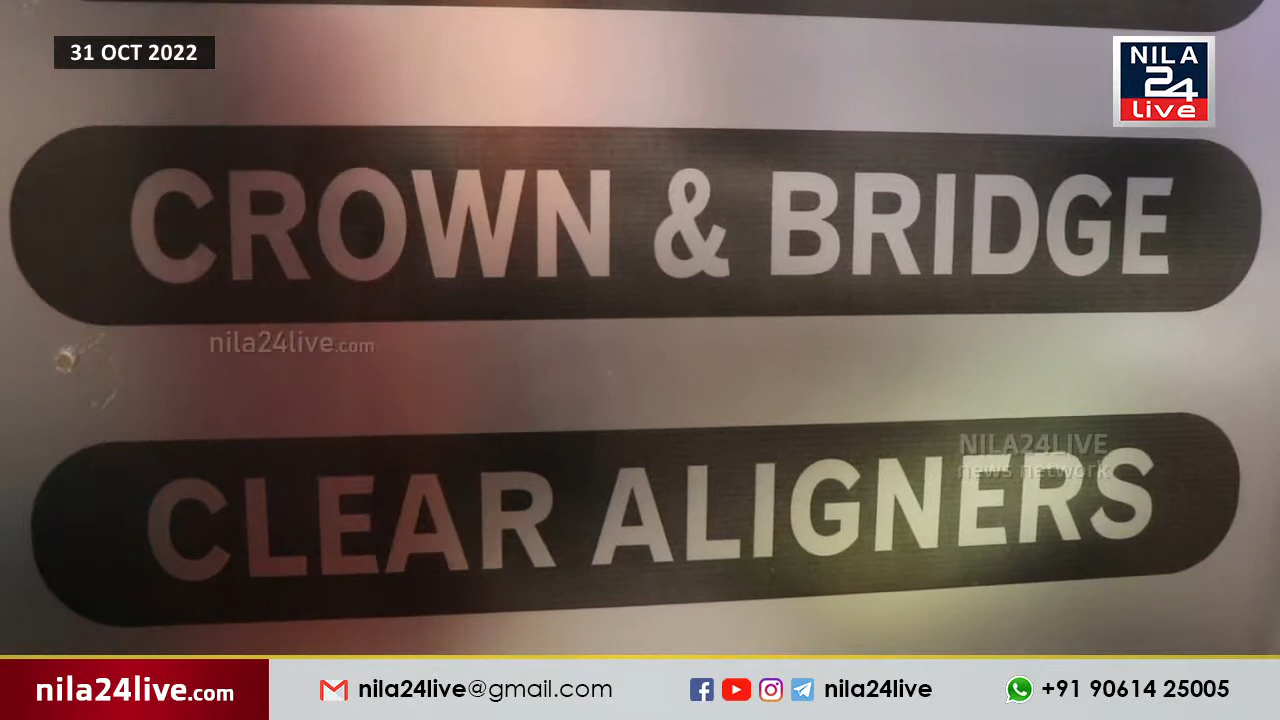 31 OCT 2022
NILA
24
live
CROWN & BRIDGE
nila24live.com
CLEAR ALIGNERS
NILA24LIVE
news network
nila24live.com
nila24live@gmail.com
nila24live
+91 90614 25005